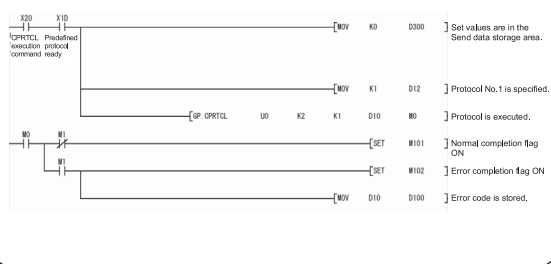 X20 X1D
[MOV K0 D300 ] Set values are in the
Send data storage area.
CPRTCL Predefined
execution protocol
command ready
[MOV K1 D12 ] Protocol No.1 is specified.
[GP.CPRTCL U0 K2 K1 D10 M0 ] Protocol is executed.
M0 M1
[SET M101 ] Normal completion flag
ON
M1
[SET M102 ] Error completion flag ON
[MOV D10 D100 ] Error code is stored.